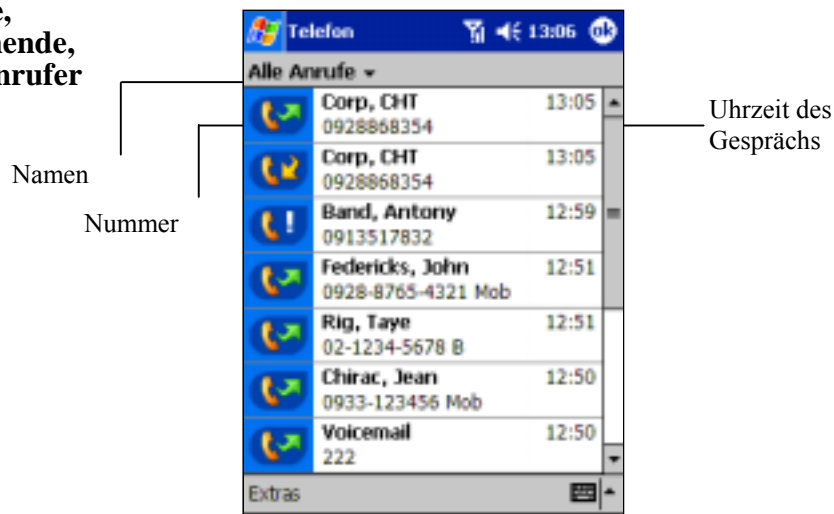 Telefon 13:06 ok
Alle Anrufe
Corp, CHT 13:05
0928868354
Corp, CHT 13:05
0928868354
Band, Antony 12:59
0913517832
Federicks, John 12:51
0928-8765-4321 Mob
Rig, Taye 12:51
02-1234-5678 B
Chirac, Jean 12:50
0933-123456 Mob
Voicemail 12:50
222
Extras
Namen
Nummer
Uhrzeit des
Gesprächs